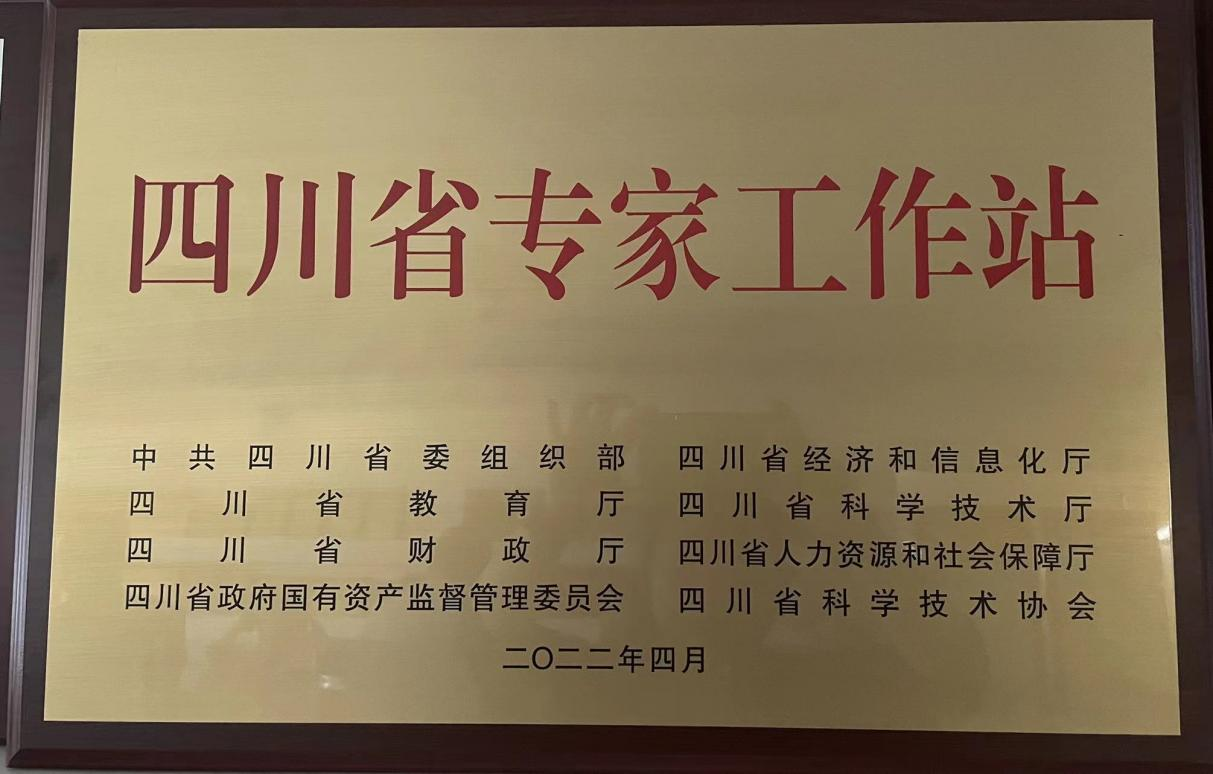 四川省专家工作站
中共四川省委组织部 四川省经济和信息化厅
四川省教育厅 四川省科学技术厅
四川省财政厅 四川省人力资源和社会保障厅
四川省政府国有资产监督管理委员会 四川省科学技术协会
二〇二二年四月